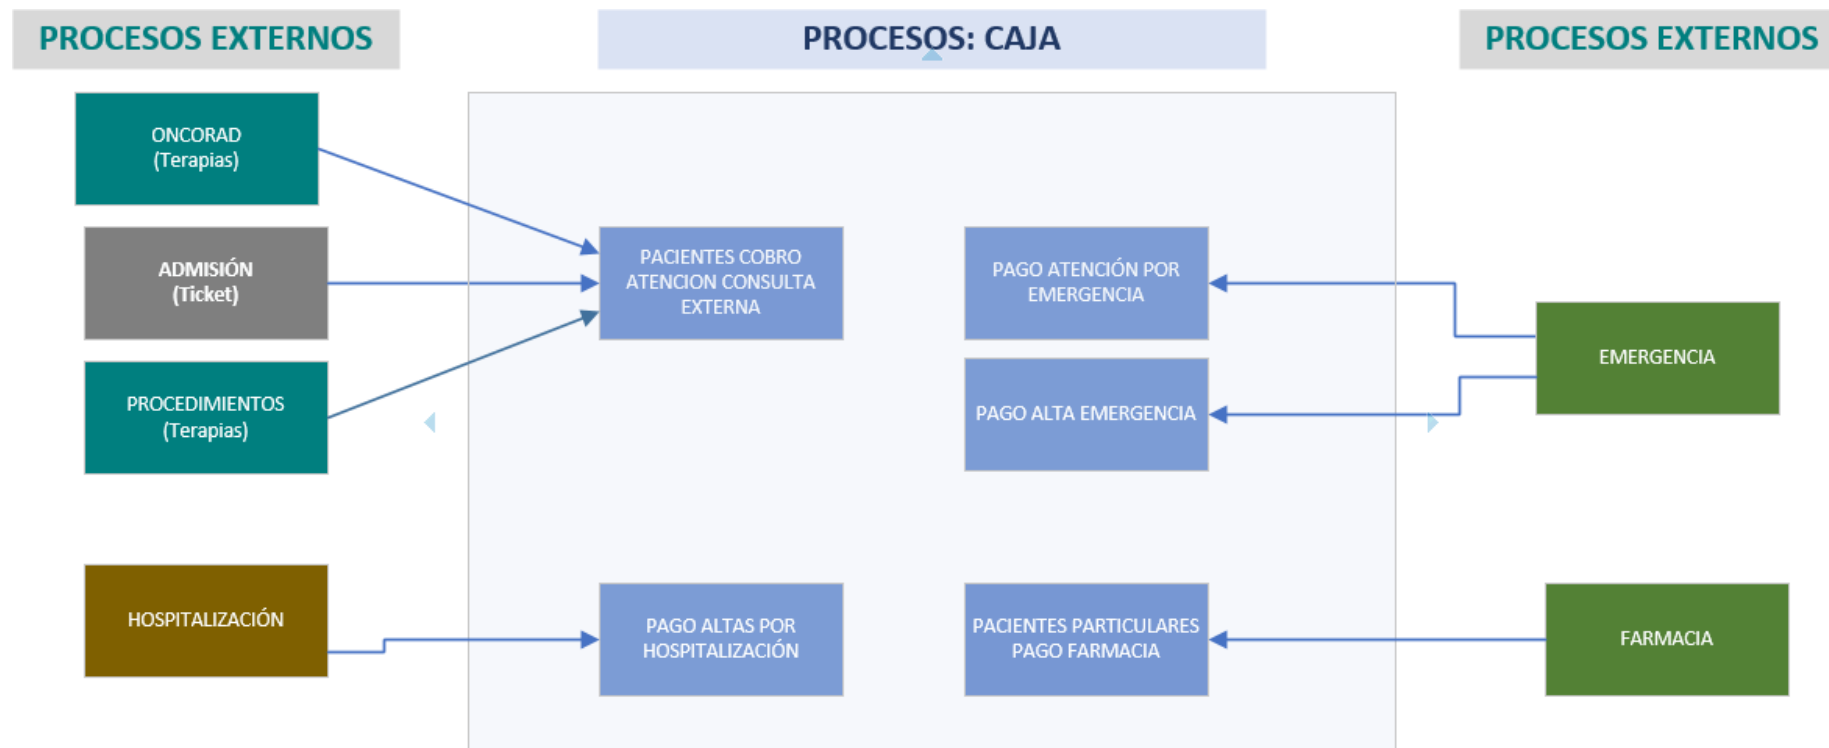 PROCESOS EXTERNOS
PROCESOS: CAJA
PROCESOS EXTERNOS
ONCORAD
(Terapias)
ADMISIÓN
(Ticket)
PROCEDIMIENTOS
(Terapias)
HOSPITALIZACIÓN
PACIENTES COBRO
ATENCION CONSULTA
EXTERNA
PAGO ALTAS POR
HOSPITALIZACIÓN
PAGO ATENCIÓN POR
EMERGENCIA
PAGO ALTA EMERGENCIA
PACIENTES PARTICULARES
PAGO FARMACIA
EMERGENCIA
FARMACIA